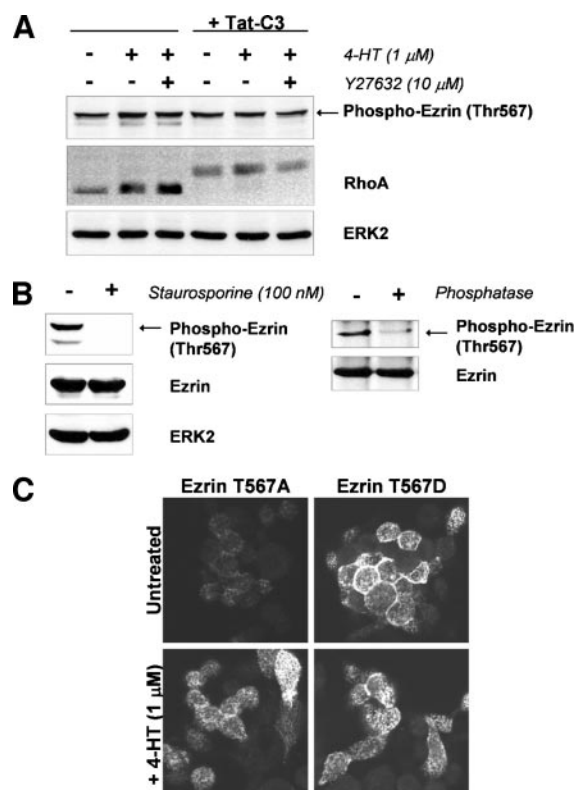 A
+ Tat-C3
- + + - + + 4-HT (1 μM)
- - + - - + Y27632 (10 μM)
Phospho-Ezrin (Thr567)
RhoA
ERK2
B
- + Staurosporine (100 nM)
Phospho-Ezrin
(Thr567)
Ezrin
ERK2
- + Phosphatase
Phospho-Ezrin
(Thr567)
Ezrin
C
Ezrin T567A Ezrin T567D
Untreated
+ 4-HT (1 μM)